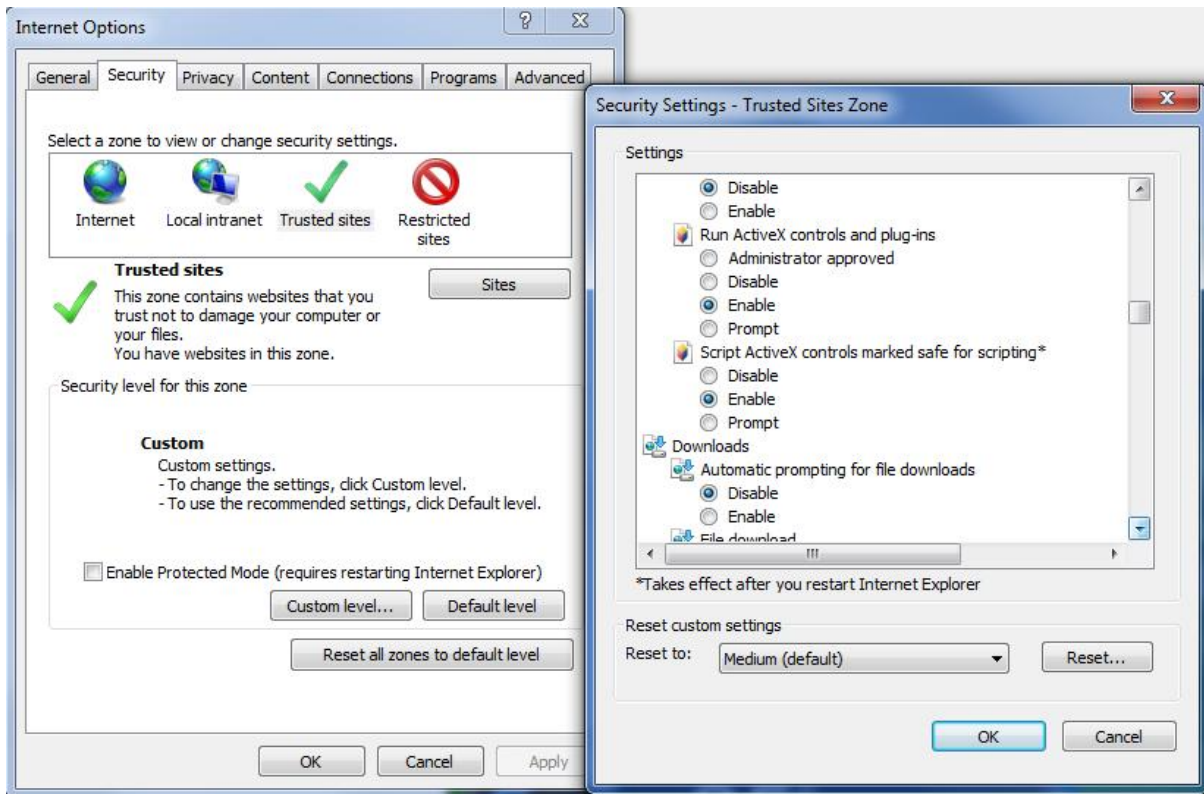 Internet Options
General Security Privacy Content Connections Programs Advanced
Select a zone to view or change security settings.
Internet
Local intranet
Trusted sites
Restricted
sites
Trusted sites
This zone contains websites that you
trust not to damage your computer or
your files.
You have websites in this zone.
Sites
Security level for this zone
Custom
Custom settings.
- To change the settings, click Custom level.
- To use the recommended settings, click Default level.
Enable Protected Mode (requires restarting Internet Explorer)
Custom level... Default level
Reset all zones to default level
OK Cancel Apply
Security Settings - Trusted Sites Zone
Settings
Disable
Enable
Run ActiveX controls and plug-ins
Administrator approved
Disable
Enable
Prompt
Script ActiveX controls marked safe for scripting*
Disable
Enable
Prompt
Downloads
Automatic prompting for file downloads
Disable
Enable
File download
*Takes effect after you restart Internet Explorer
Reset custom settings
Reset to: Medium (default) Reset...
OK Cancel